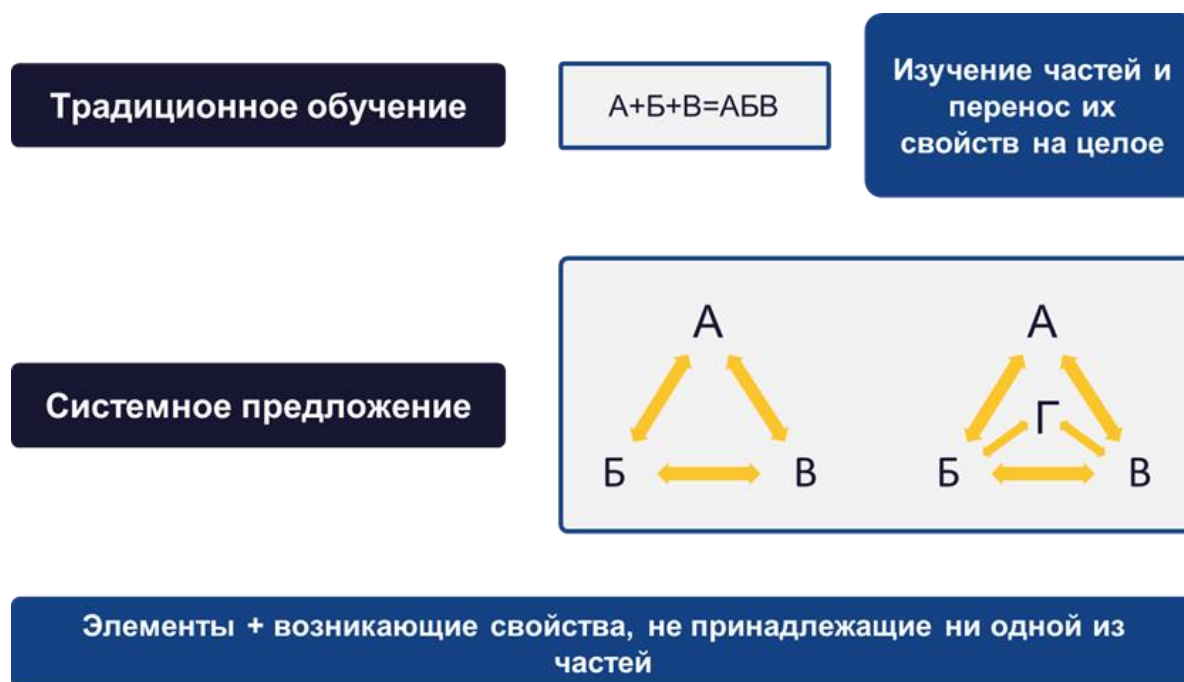 Традиционное обучение
А+Б+В=АБВ
Изучение частей и
перенос их
свойств на целое
Системное предложение
А
Б
В
А
Г
Б
В
Элементы + возникающие свойства, не принадлежащие ни одной из
частей